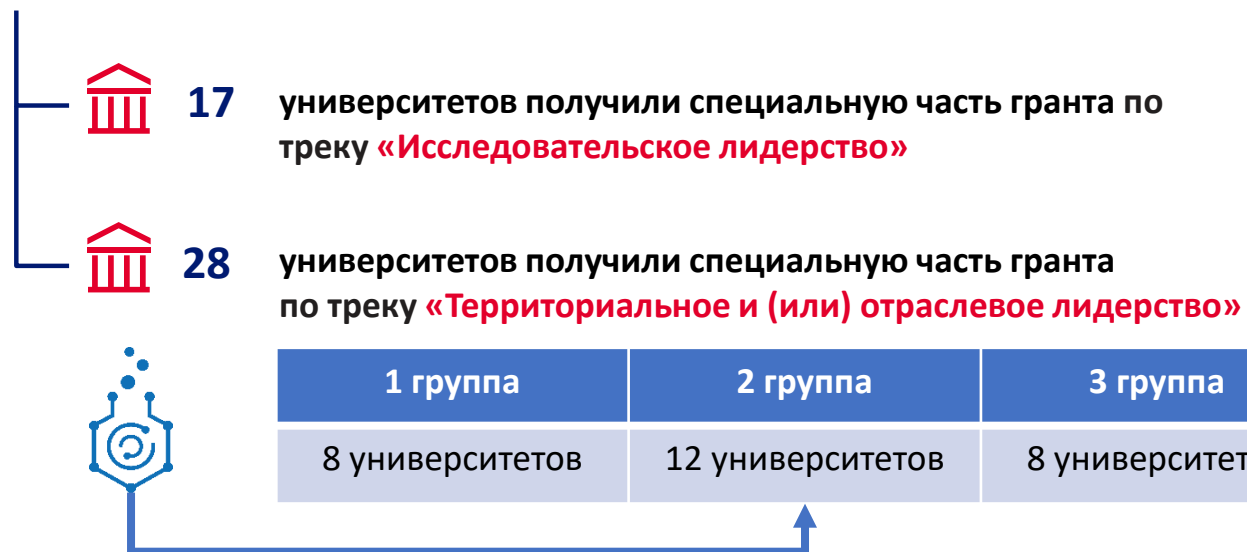 17 университетов получили специальную часть гранта по
треку «Исследовательское лидерство»
28 университетов получили специальную часть гранта
по треку «Территориальное и (или) отраслевое лидерство»
1 группа 2 группа 3 группа
8 университетов 12 университетов 8